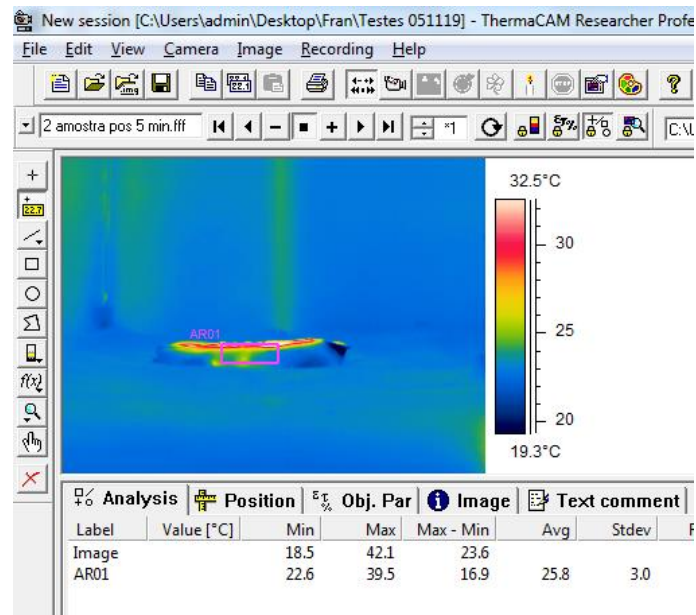 New session [C:\Users\admin\Desktop\Fran\Testes 051119] - ThermaCAM Researcher Profe
File Edit View Camera Image Recording Help
2 amostra pos 5 min.fff
C:\U
32.5°C
30
25
20
19.3°C
AR01
Analysis Position Obj. Par Image Text comment
Label Value [°C] Min Max Max - Min Avg Stdev
Image 18.5 42.1 23.6
AR01 22.6 39.5 16.9 25.8 3.0